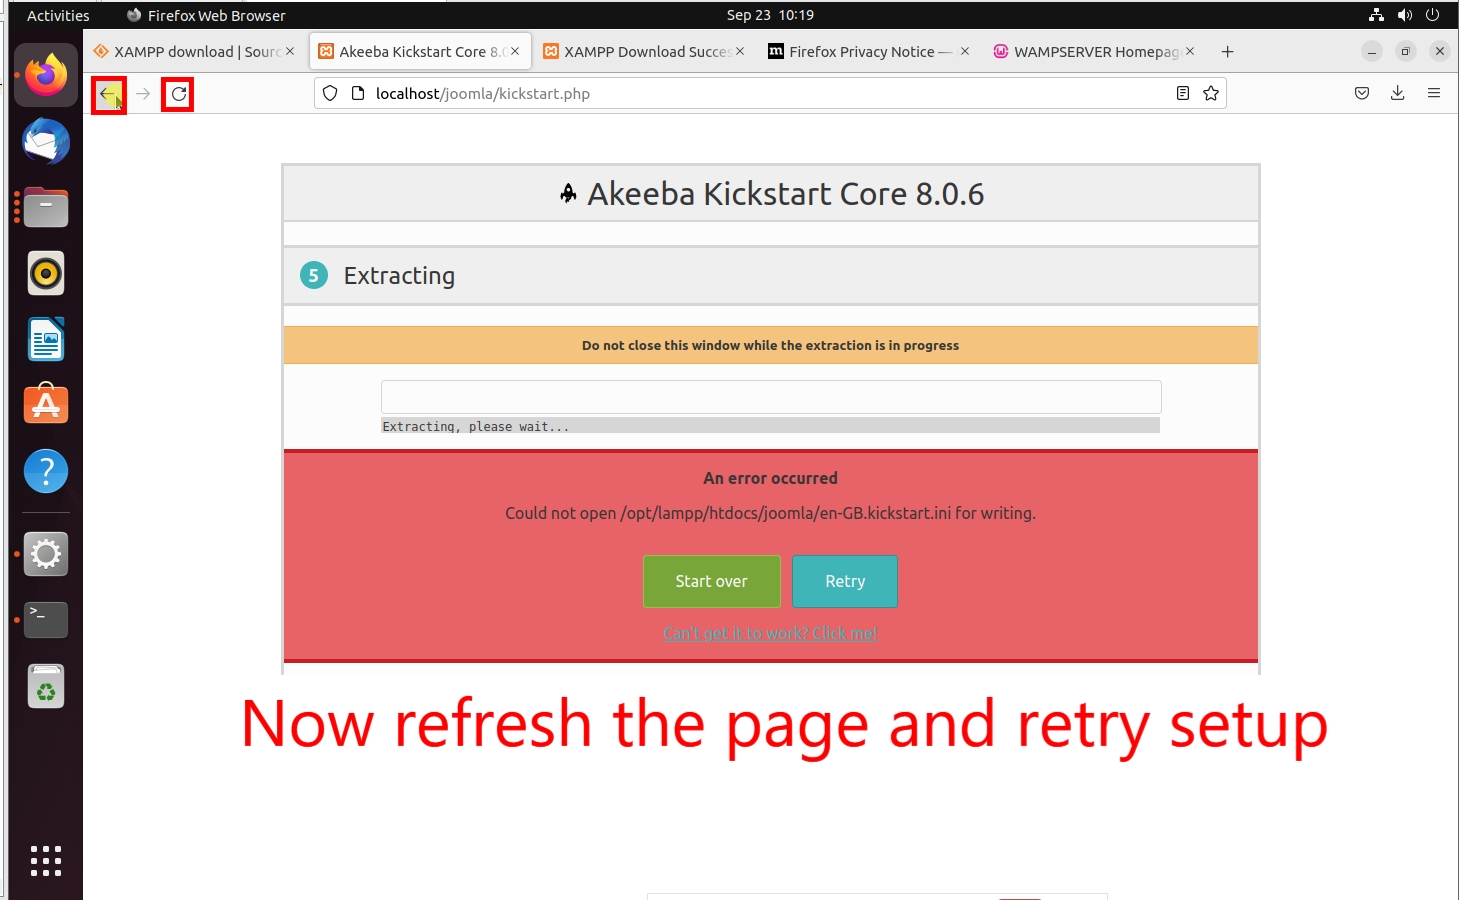 Activities
Firefox Web Browser
Sep 23 10:19
XAMPP download | Sour
Akeeba Kickstart Core 8.0
XAMPP Download Succes
Firefox Privacy Notice —
WAMPSERVER Homepag
localhost/joomla/kickstart.php
Akeeba Kickstart Core 8.0.6
5 Extracting
Do not close this window while the extraction is in progress
Extracting, please wait...
An error occurred
Could not open /opt/lampp/htdocs/joomla/en-GB.kickstart.ini for writing.
Start over
Retry
Can't get it to work? Click me!
Now refresh the page and retry setup